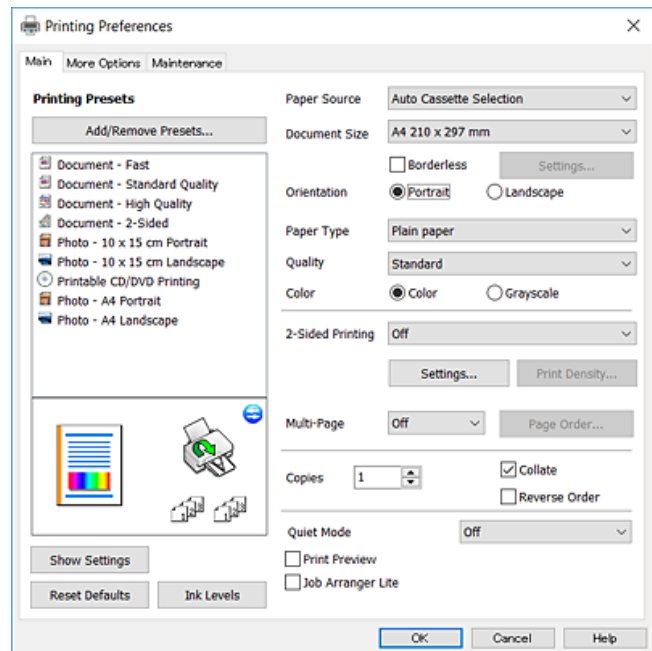 Printing Preferences
Main More Options Maintenance
Printing Presets
Add/Remove Presets...
Document - Fast
Document - Standard Quality
Document - High Quality
Document - 2-Sided
Photo - 10 x 15 cm Portrait
Photo - 10 x 15 cm Landscape
Printable CD/DVD Printing
Photo - A4 Portrait
Photo - A4 Landscape
Show Settings
Reset Defaults Ink Levels
Paper Source Auto Cassette Selection
Document Size A4 210 x 297 mm
Borderless Settings...
Orientation Portrait Landscape
Paper Type Plain paper
Quality Standard
Color Color Grayscale
2-Sided Printing Off
Settings... Print Density...
Multi-Page Off Page Order...
Copies 1 Collate
Reverse Order
Quiet Mode Off
Print Preview
Job Arranger Lite
OK Cancel Help